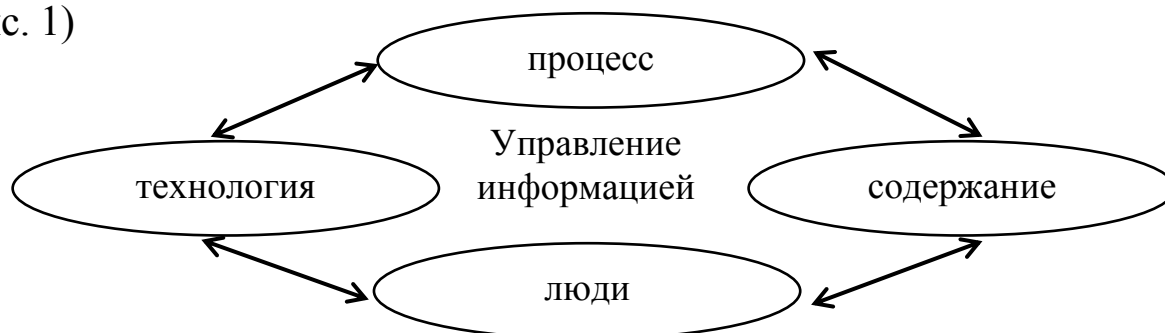 с. 1)
процесс
Управление
информацией
технология
содержание
люди